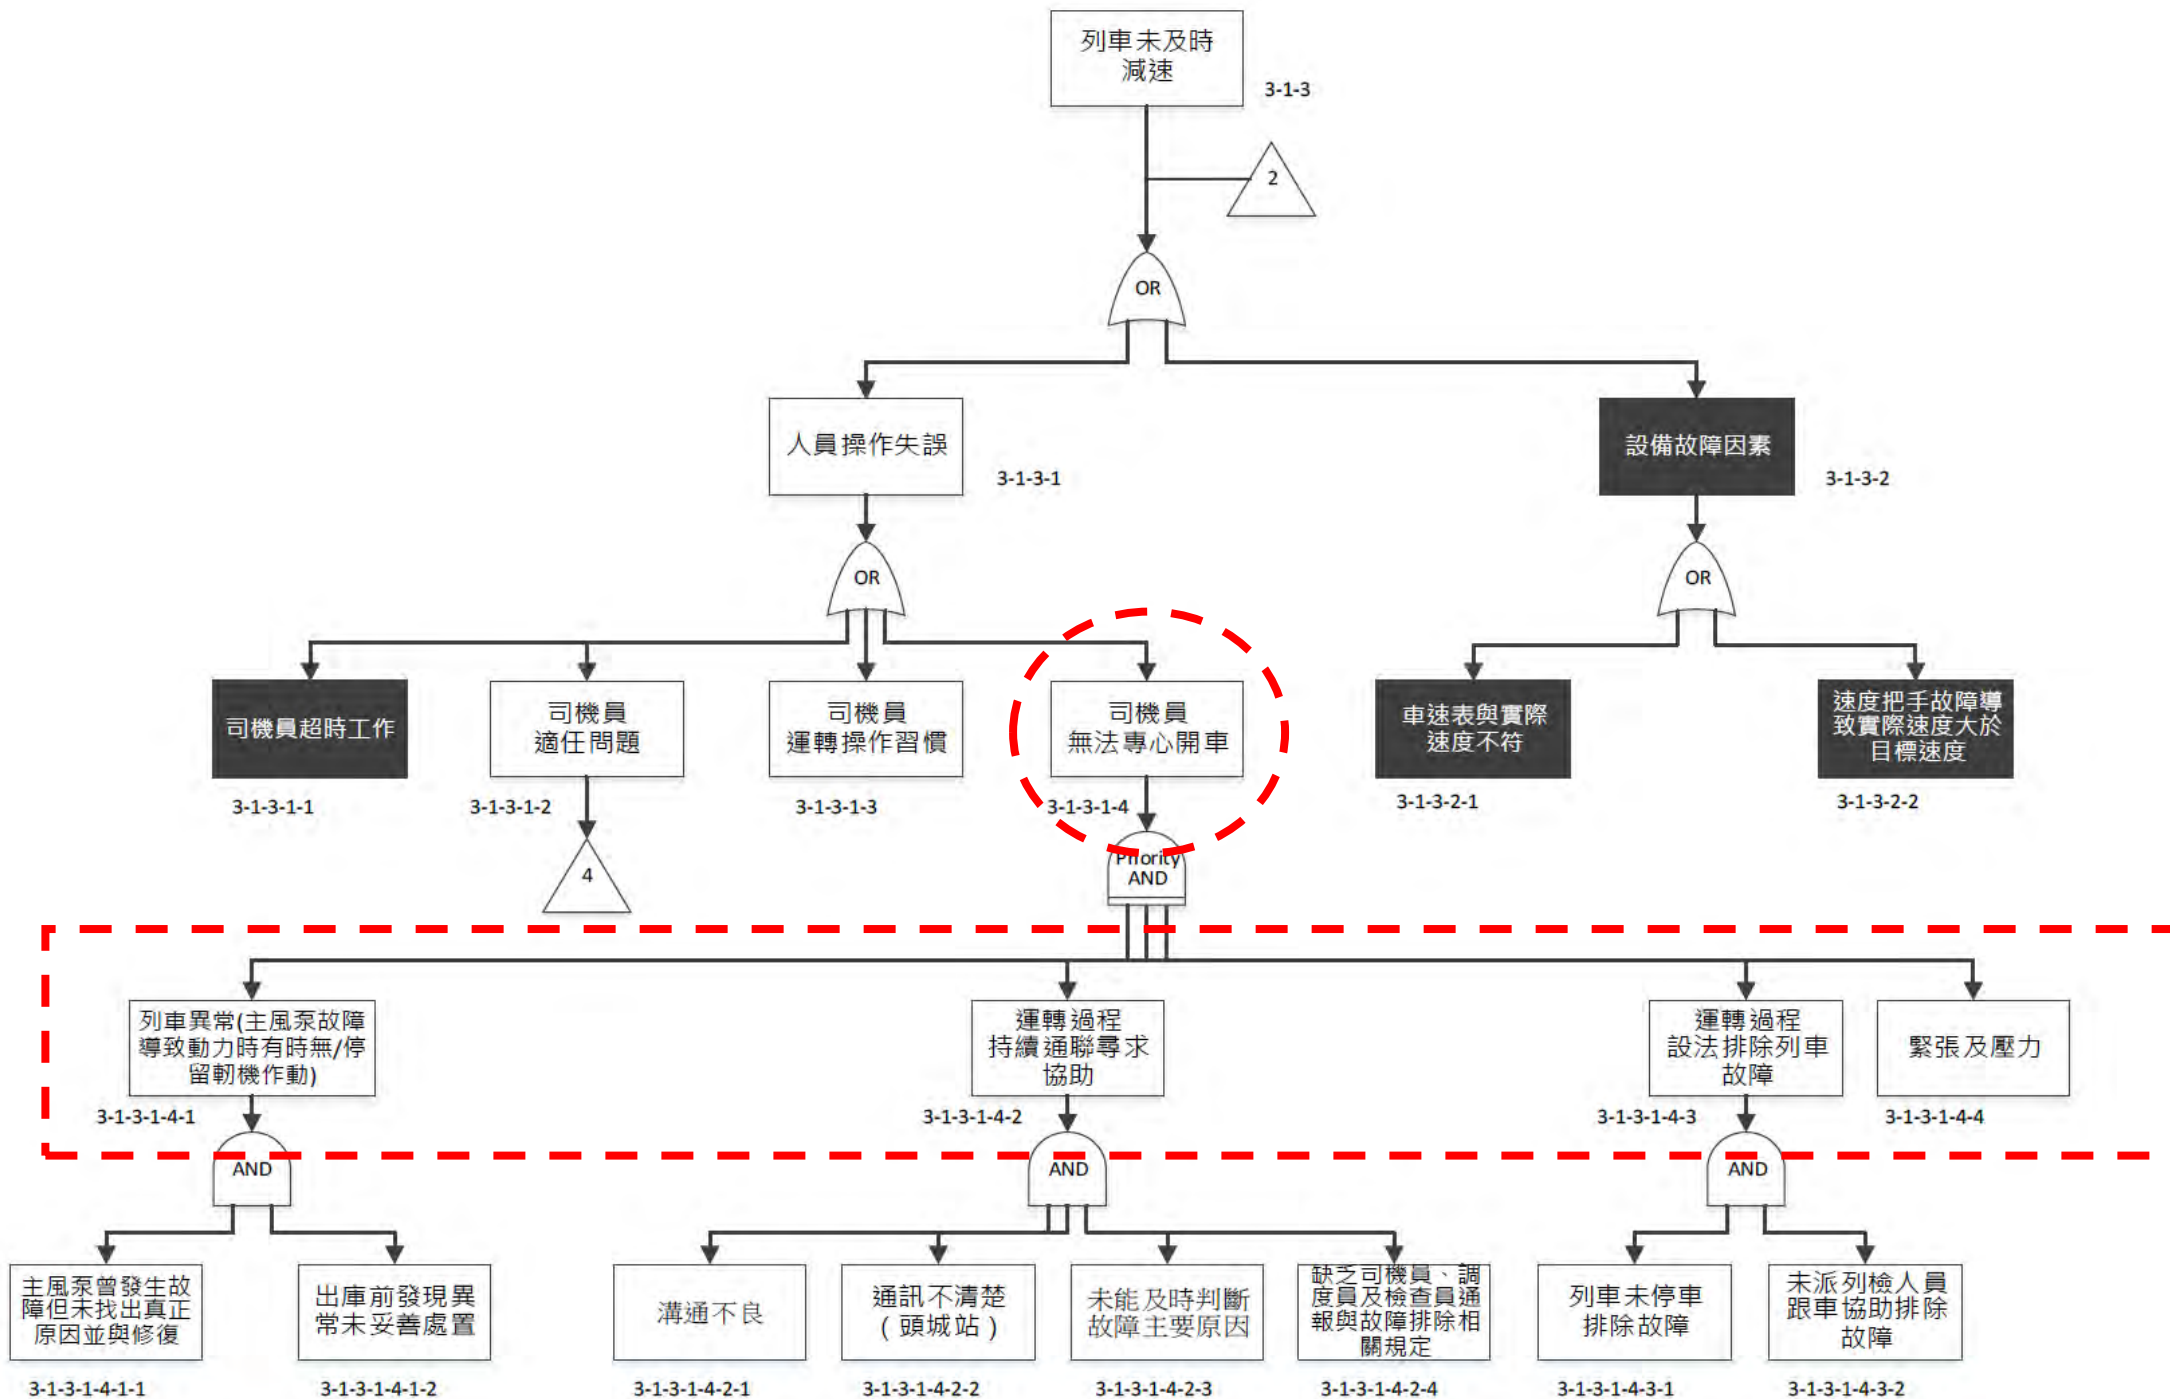 列車未及時
減速
3-1-3
2
OR
人員操作失誤
3-1-3-1
設備故障因素
3-1-3-2
OR
OR
司機員超時工作
3-1-3-1-1
司機員
適任問題
3-1-3-1-2
司機員
運轉操作習慣
3-1-3-1-3
司機員
無法專心開車
3-1-3-1-4
車速表與實際
速度不符
3-1-3-2-1
速度把手故障導
致實際速度大於
目標速度
3-1-3-2-2
4
Priority
AND
列車異常(主風泵故障
導致動力時有時無/停
留軔機作動)
3-1-3-1-4-1
運轉過程
持續通聯尋求
協助
3-1-3-1-4-2
運轉過程
設法排除列車
故障
3-1-3-1-4-3
緊張及壓力
3-1-3-1-4-4
AND
AND
AND
主風泵曾發生故
障但未找出真正
原因並與修復
3-1-3-1-4-1-1
出庫前發現異
常未妥善處置
3-1-3-1-4-1-2
溝通不良
3-1-3-1-4-2-1
通訊不清楚
（頭城站）
3-1-3-1-4-2-2
未能及時判斷
故障主要原因
3-1-3-1-4-2-3
缺乏司機員、調
度員及檢查員通
報與故障排除相
關規定
3-1-3-1-4-2-4
列車未停車
排除故障
3-1-3-1-4-3-1
未派列檢人員
跟車協助排除
故障
3-1-3-1-4-3-2